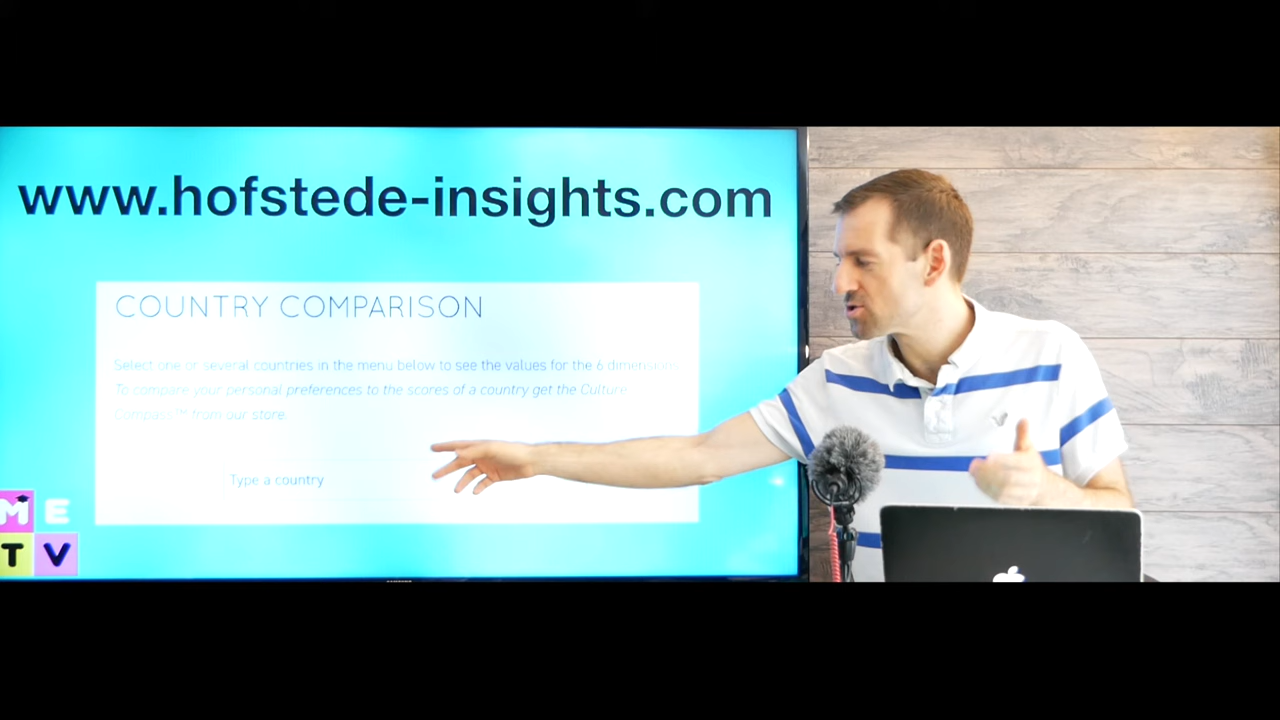 www.hofstede-insights.com
COUNTRY COMPARISON
Select one or several countries in the menu below to see the values for the 6 dimensions.
To compare your personal preferences to the scores of a country get the Culture
Compass™ from our store.
Type a country
M E
T V